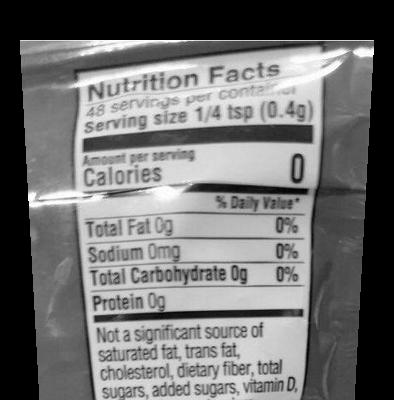 Nutrition Facts
48 servings per container
Serving size 1/4 tsp (0.4g)
Amount per serving
Calories 0
% Daily Value*
Total Fat 0g 0%
Sodium 0mg 0%
Total Carbohydrate 0g 0%
Protein 0g
Not a significant source of
saturated fat, trans fat,
cholesterol, dietary fiber, total
sugars, added sugars, vitamin D,